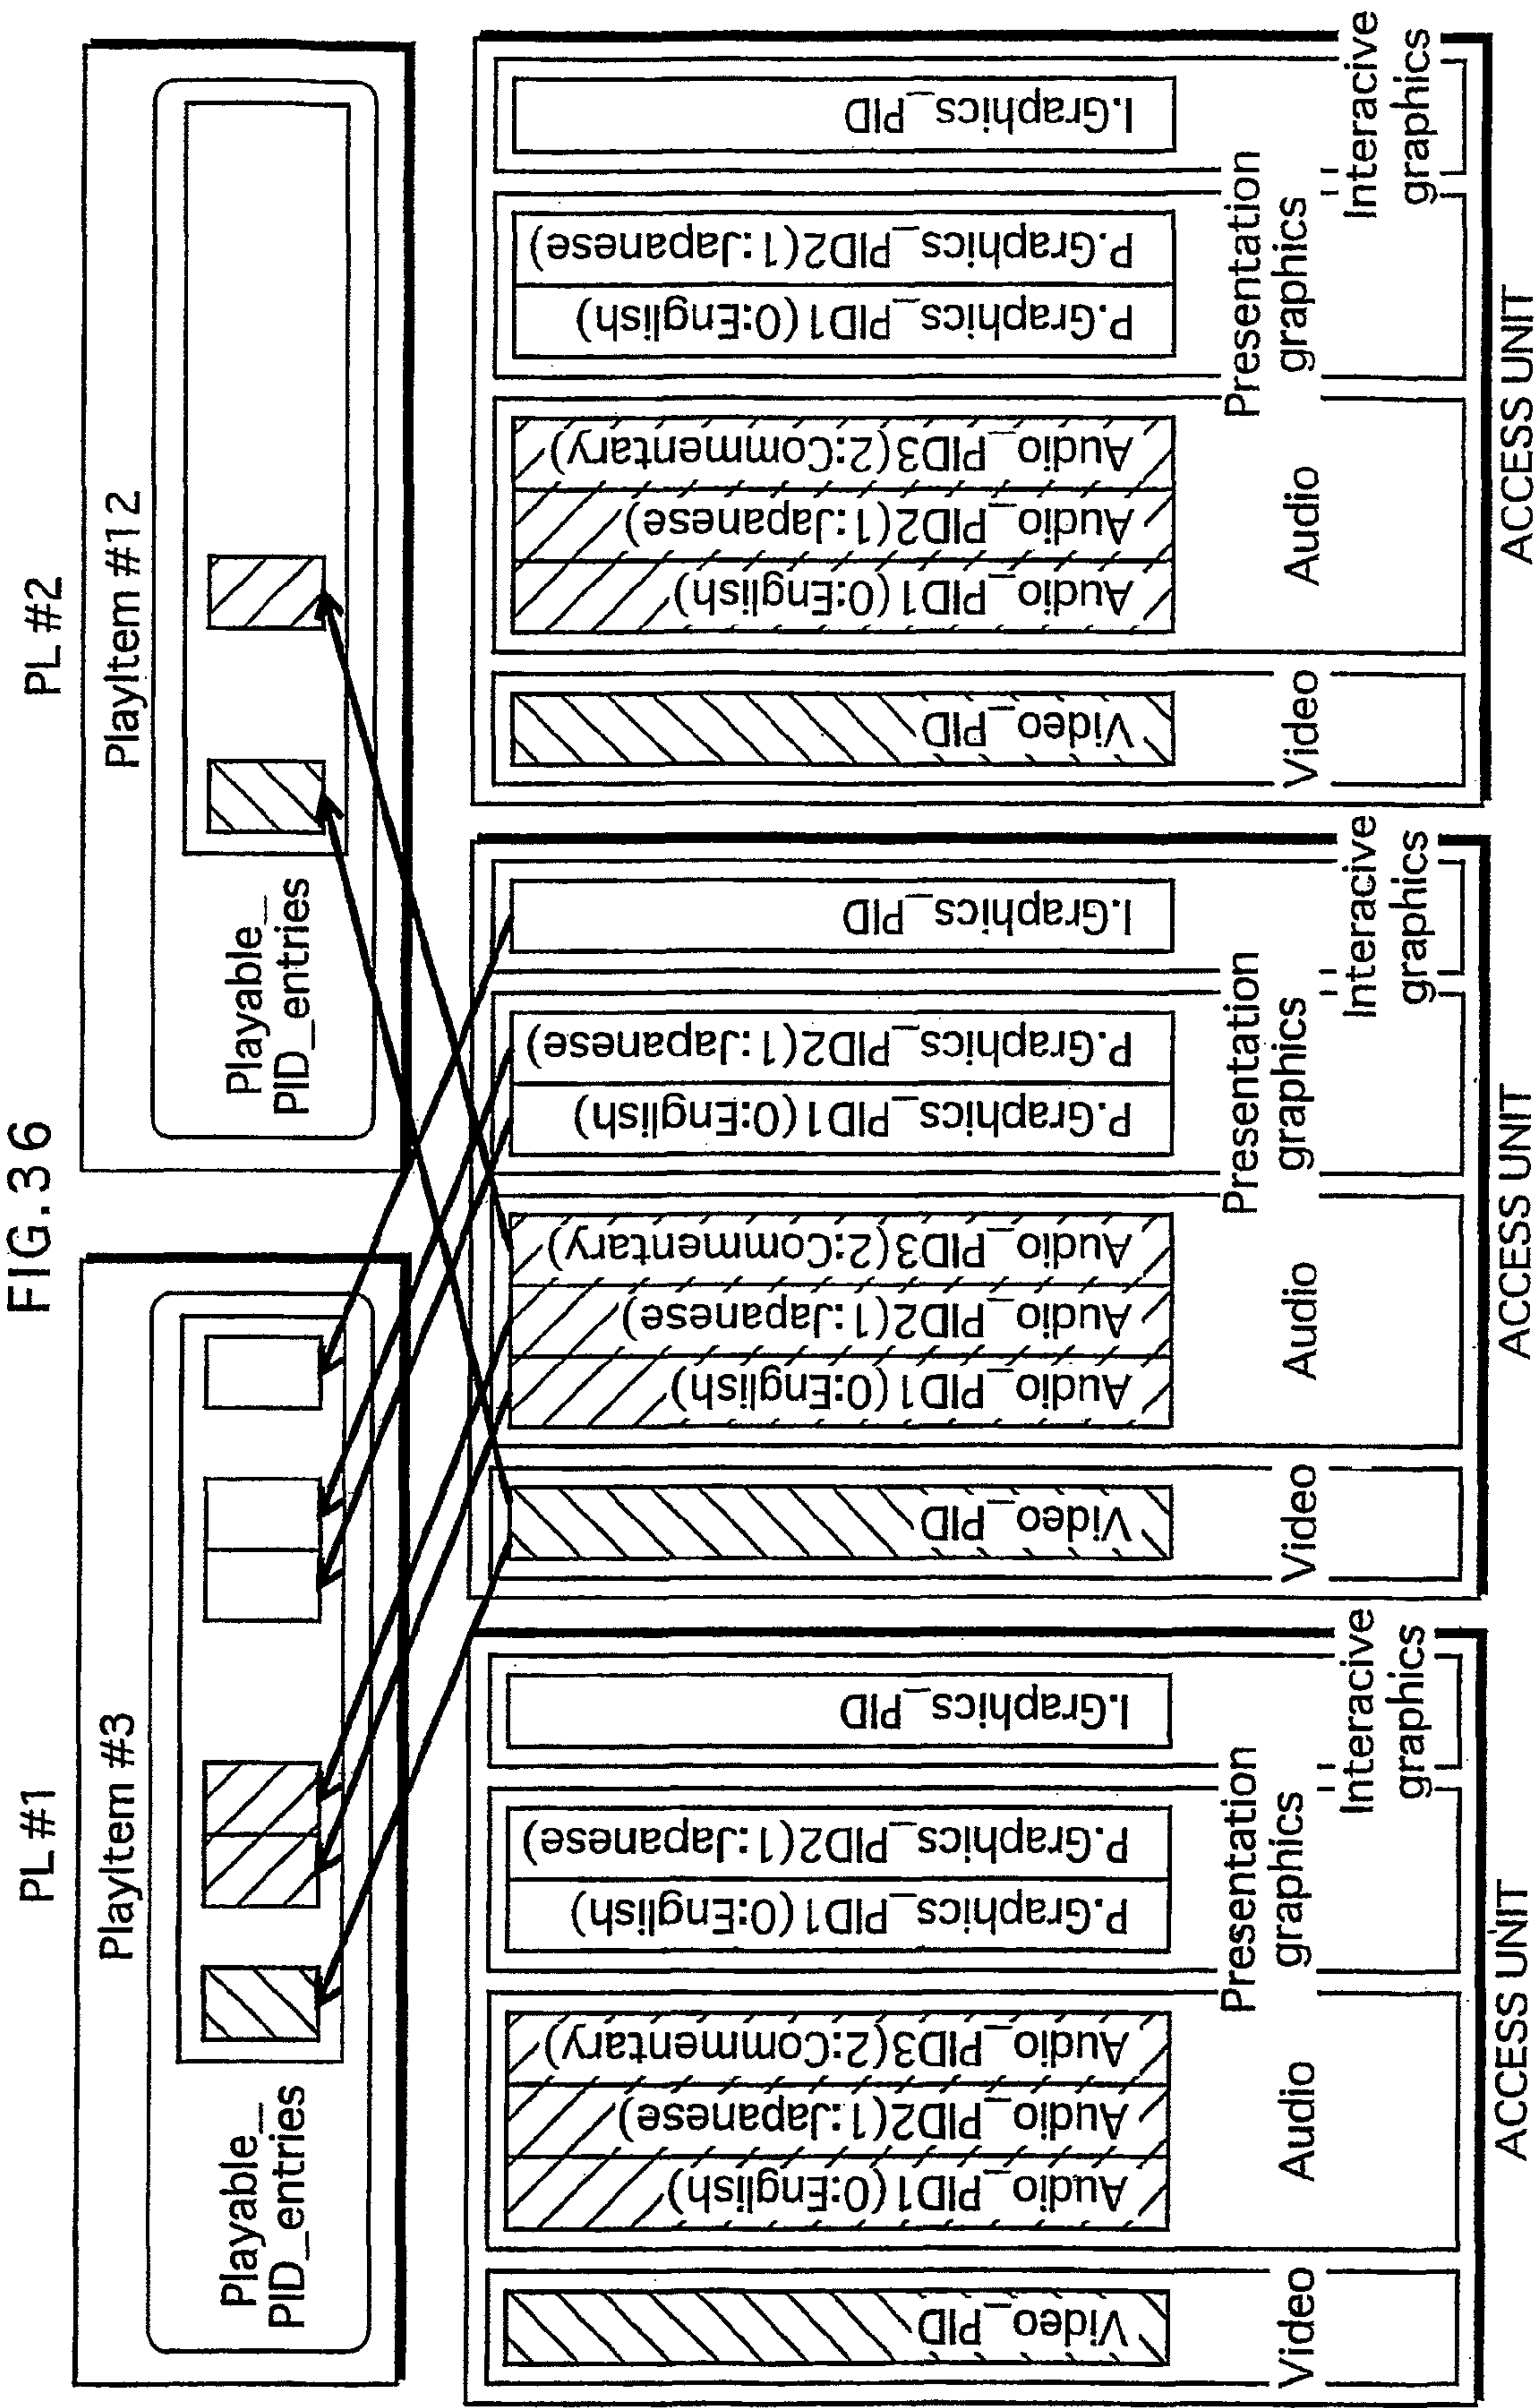 FIG.36
PL #1
PlayItem #3
Playable_
PID_entries
PL #2
PlayItem #12
Playable_
PID_entries
Video_PID
Audio_PID1(0:English)
Audio_PID2(1:Japanese)
Audio_PID3(2:Commentary)
P.Graphics_PID1(0:English)
P.Graphics_PID2(1:Japanese)
I.Graphics_PID
Video
Audio
Presentation
graphics
Interacive
graphics
ACCESS UNIT
Video_PID
Audio_PID1(0:English)
Audio_PID2(1:Japanese)
Audio_PID3(2:Commentary)
P.Graphics_PID1(0:English)
P.Graphics_PID2(1:Japanese)
I.Graphics_PID
Video
Audio
Presentation
graphics
Interacive
graphics
ACCESS UNIT
Video_PID
Audio_PID1(0:English)
Audio_PID2(1:Japanese)
Audio_PID3(2:Commentary)
P.Graphics_PID1(0:English)
P.Graphics_PID2(1:Japanese)
I.Graphics_PID
Video
Audio
Presentation
graphics
Interacive
graphics
ACCESS UNIT